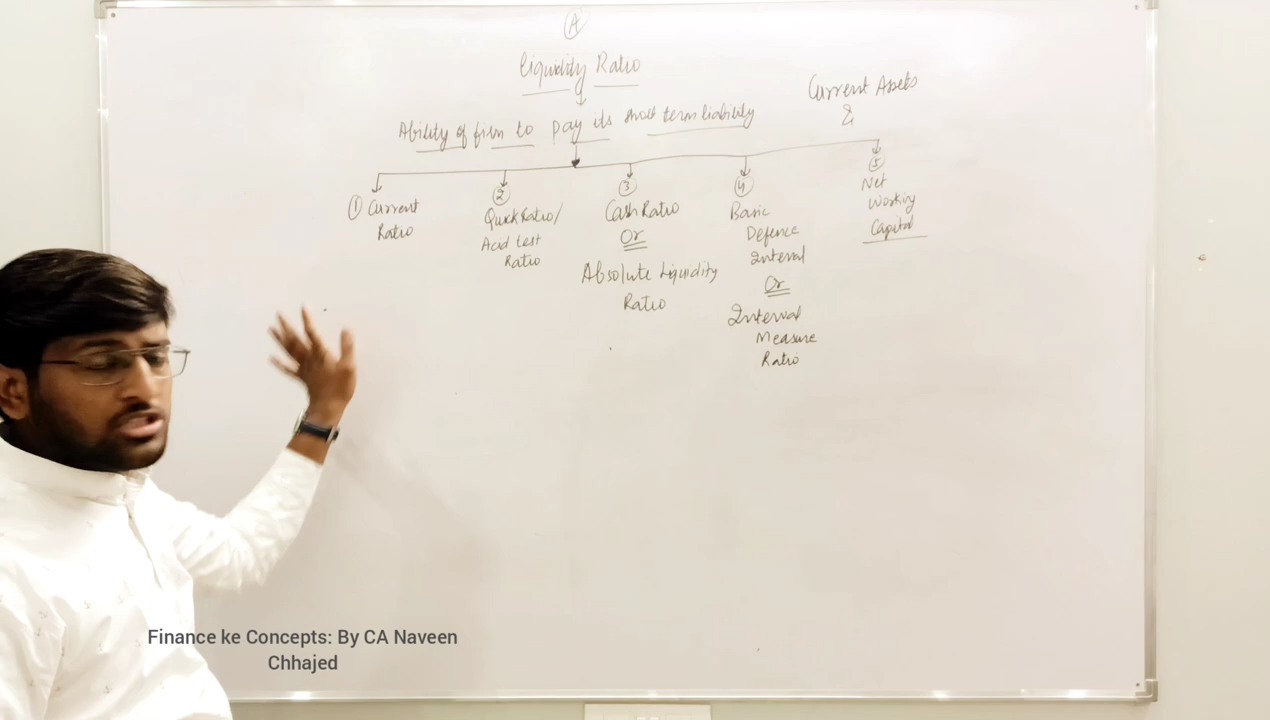 A
Liquidity Ratio
Ability of firm to pay its short term liability
Current Assets
&
① Current
Ratio
②
Quick Ratio/
Acid test
Ratio
③
Cash Ratio
Or
Absolute Liquidity
Ratio
④
Basic
Defence
Interval
Or
Interval
Measure
Ratio
⑤
Net
Working
Capital
Finance ke Concepts: By CA Naveen
Chhajed